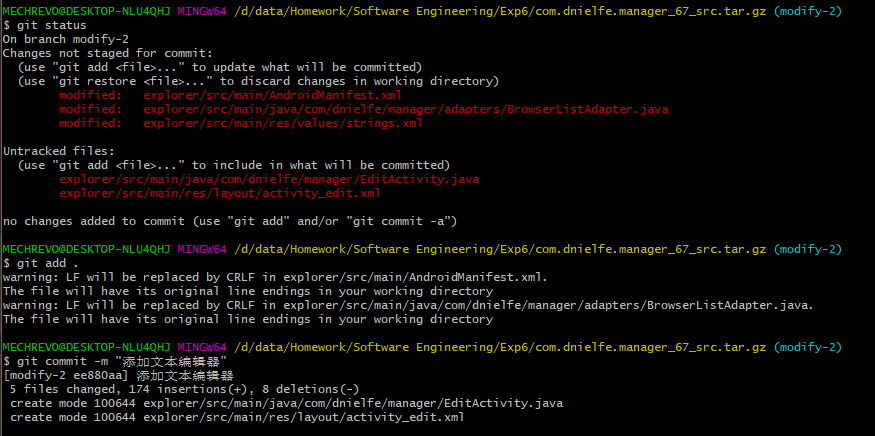 MECHREVO@DESKTOP-NLU4QHJ MINGW64 /d/data/Homework/Software Engineering/Exp6/com.dnielfe.manager_67_src.tar.gz (modify-2)
$ git status
On branch modify-2
Changes not staged for commit:
  (use "git add <file>..." to update what will be committed)
  (use "git restore <file>..." to discard changes in working directory)
        modified:   explorer/src/main/AndroidManifest.xml
        modified:   explorer/src/main/java/com/dnielfe/manager/adapters/BrowserListAdapter.java
        modified:   explorer/src/main/res/values/strings.xml

Untracked files:
  (use "git add <file>..." to include in what will be committed)
        explorer/src/main/java/com/dnielfe/manager/EditActivity.java
        explorer/src/main/res/layout/activity_edit.xml

no changes added to commit (use "git add" and/or "git commit -a")

MECHREVO@DESKTOP-NLU4QHJ MINGW64 /d/data/Homework/Software Engineering/Exp6/com.dnielfe.manager_67_src.tar.gz (modify-2)
$ git add .
warning: LF will be replaced by CRLF in explorer/src/main/AndroidManifest.xml.
The file will have its original line endings in your working directory
warning: LF will be replaced by CRLF in explorer/src/main/java/com/dnielfe/manager/adapters/BrowserListAdapter.java.
The file will have its original line endings in your working directory

MECHREVO@DESKTOP-NLU4QHJ MINGW64 /d/data/Homework/Software Engineering/Exp6/com.dnielfe.manager_67_src.tar.gz (modify-2)
$ git commit -m "添加文本编辑器"
[modify-2 ee880aa] 添加文本编辑器
 5 files changed, 174 insertions(+), 8 deletions(-)
 create mode 100644 explorer/src/main/java/com/dnielfe/manager/EditActivity.java
 create mode 100644 explorer/src/main/res/layout/activity_edit.xml